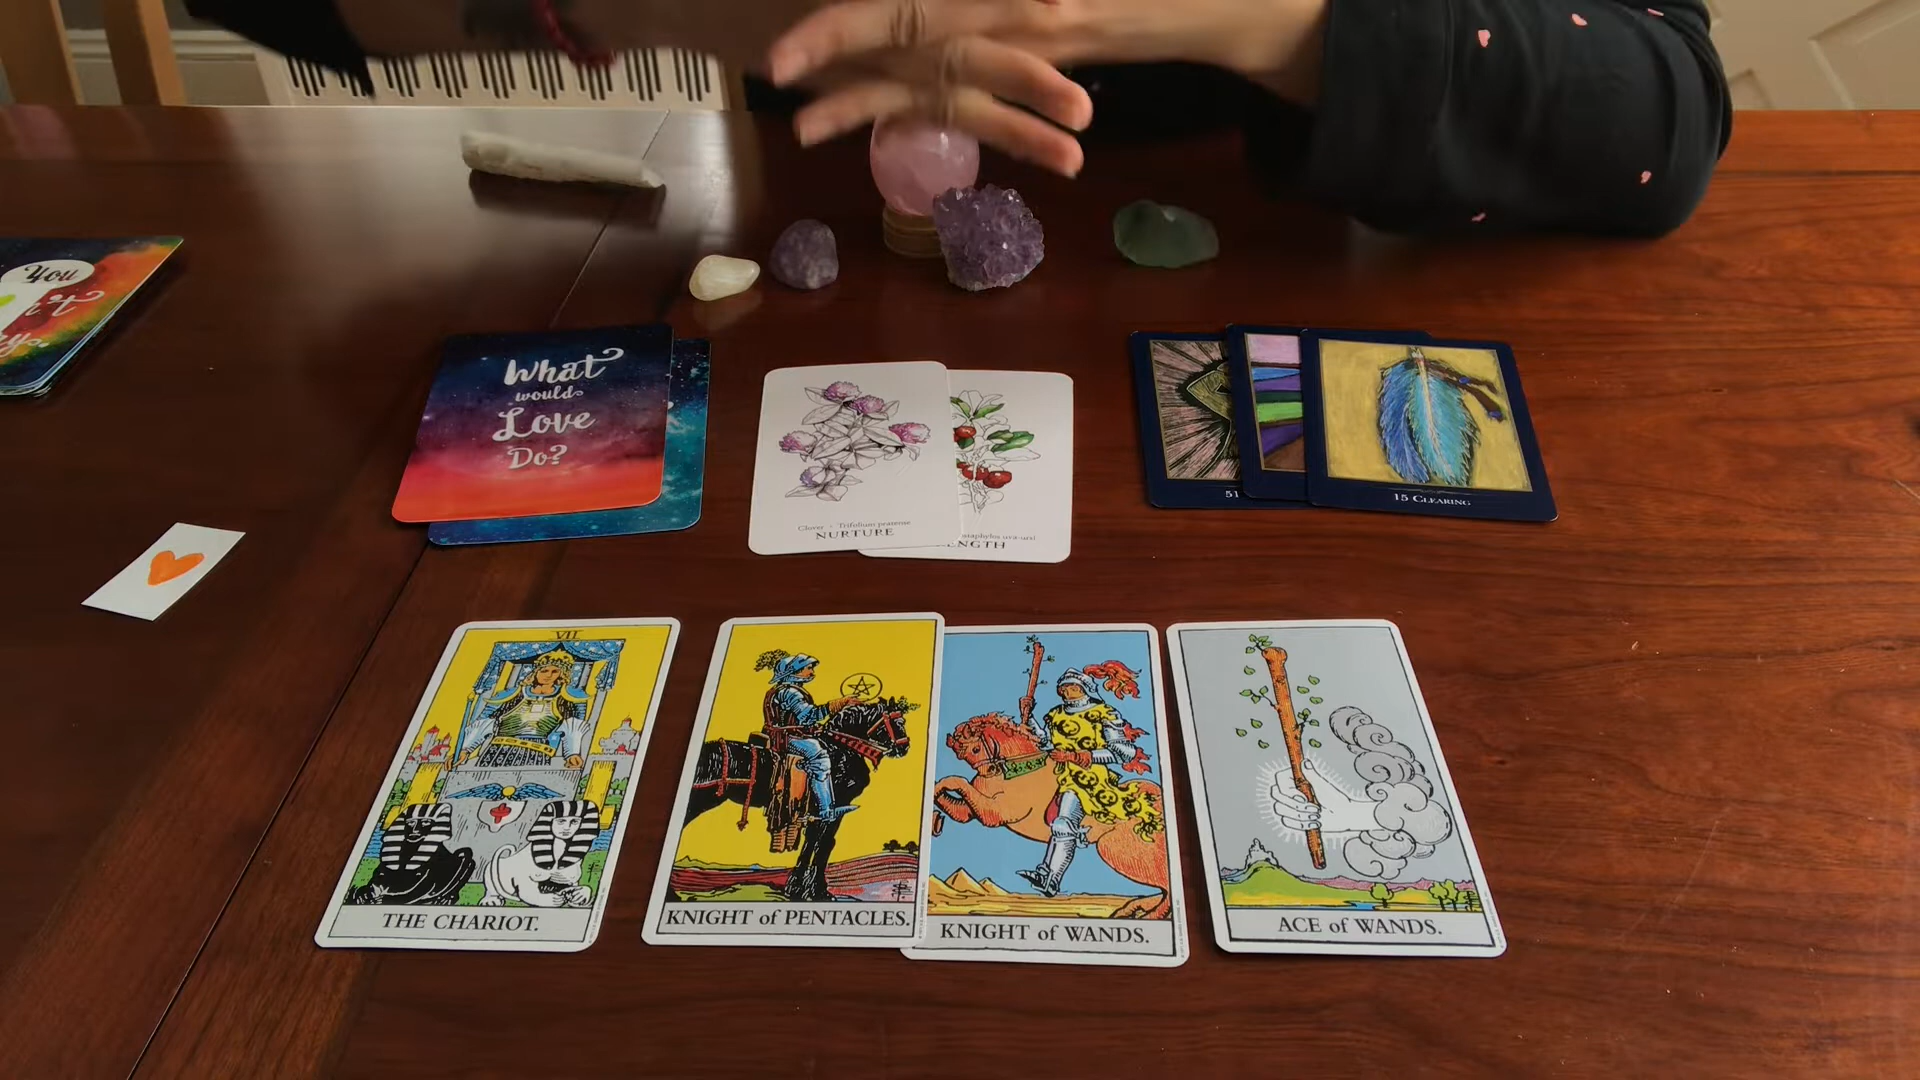 You
What
would
Love
Do?
Clover - Trifolium pratense
NURTURE
NGTH
51
15 CLEARING
VII
THE CHARIOT.
KNIGHT of PENTACLES.
KNIGHT of WANDS.
ACE of WANDS.